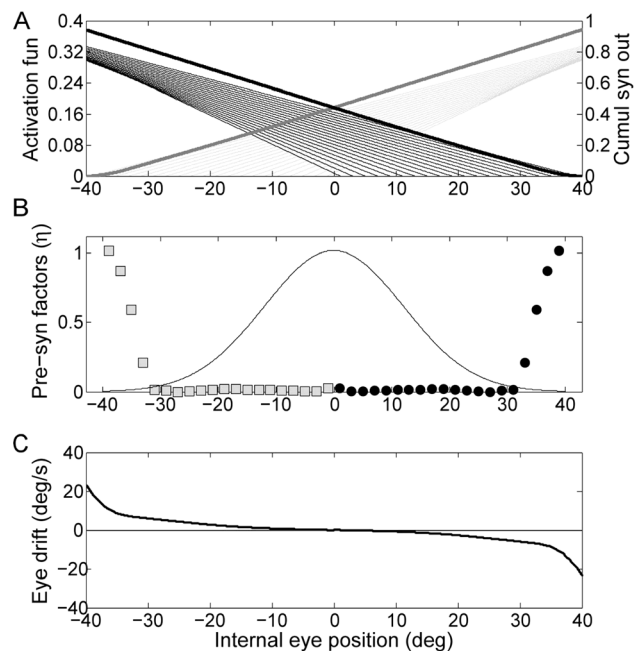 A
0.4
0.32
0.24
0.16
0.08
0
Activation fun
1
0.8
0.6
0.4
0.2
0
Cumul syn out
−40 −30 −20 −10 0 10 20 30 40
B
1
0.5
0
Pre−syn factors (η)
−40 −30 −20 −10 0 10 20 30 40
C
40
20
0
−20
−40
Eye drift (deg/s)
−40 −30 −20 −10 0 10 20 30 40
Internal eye position (deg)